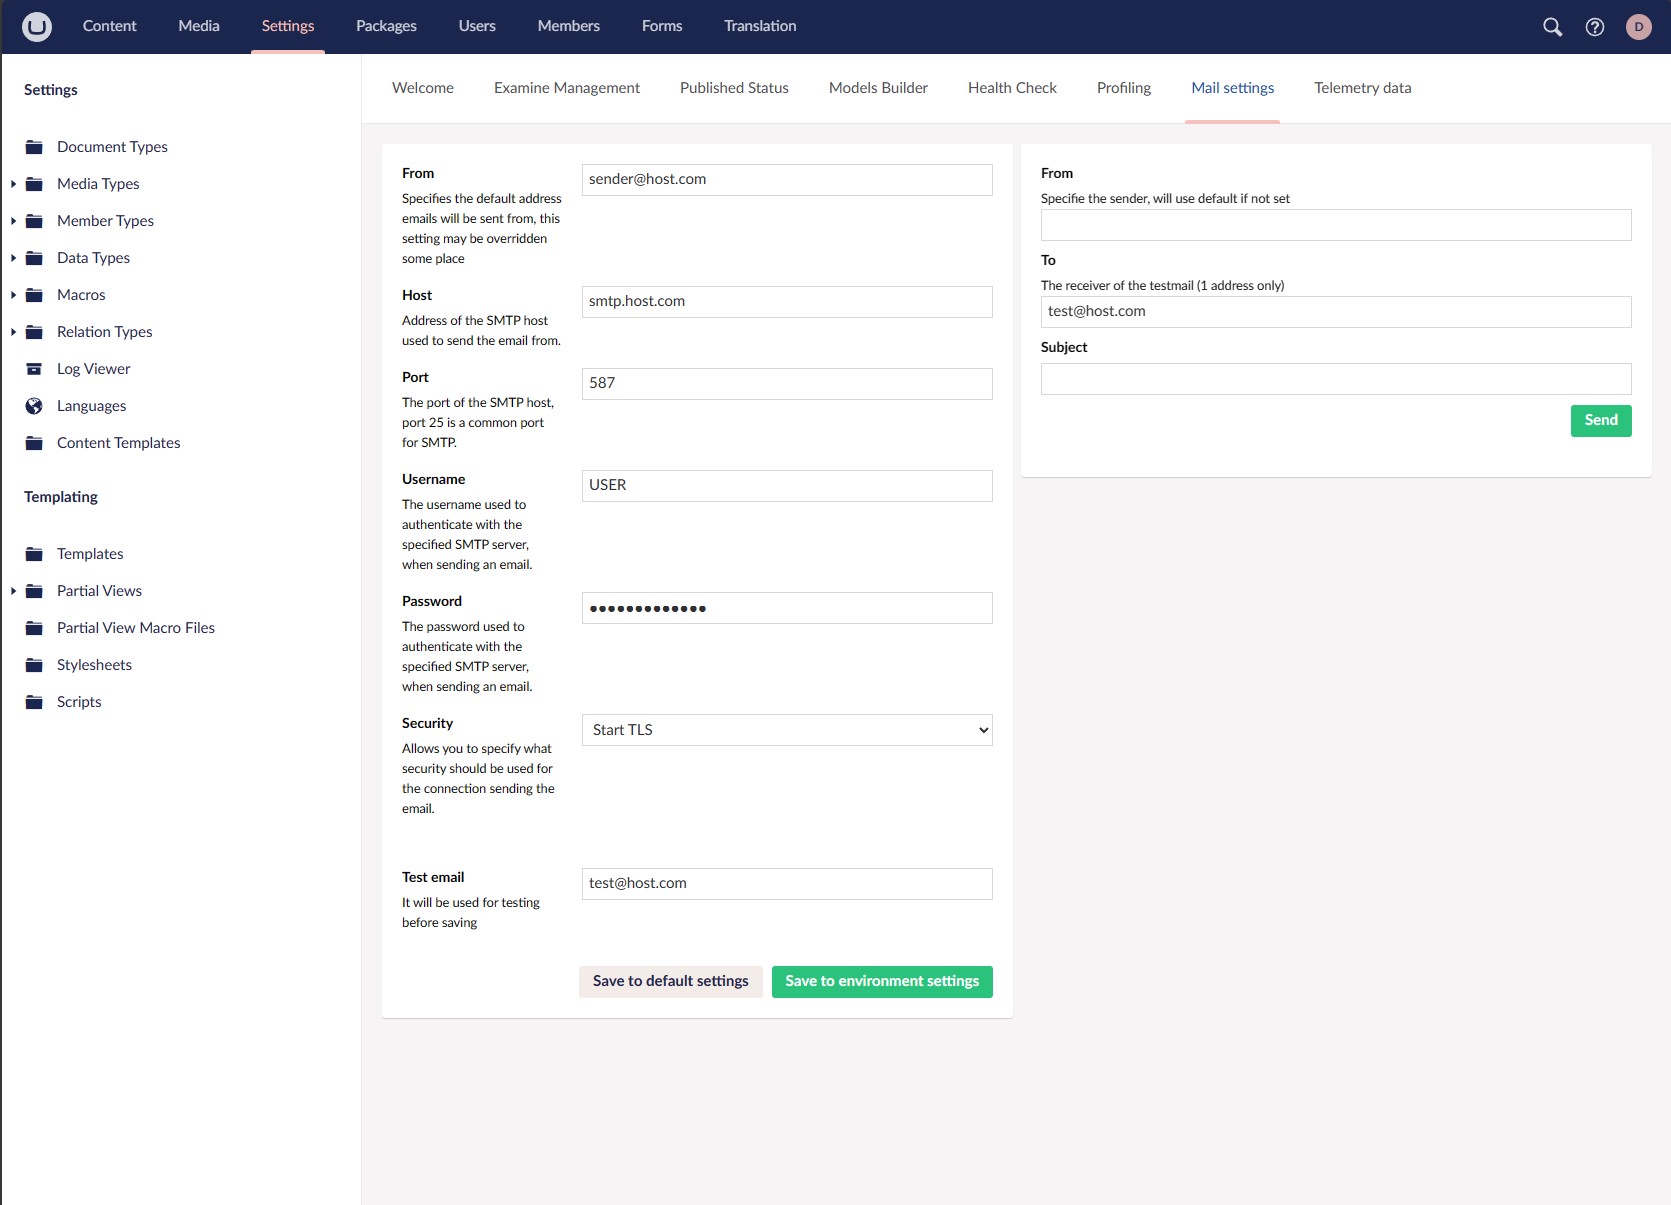 Content
Media
Settings
Packages
Users
Members
Forms
Translation
D
Settings
Document Types
Media Types
Member Types
Data Types
Macros
Relation Types
Log Viewer
Languages
Content Templates
Templating
Templates
Partial Views
Partial View Macro Files
Stylesheets
Scripts
Welcome
Examine Management
Published Status
Models Builder
Health Check
Profiling
Mail settings
Telemetry data
From
Specifies the default address
emails will be sent from, this
setting may be overridden
some place
sender@host.com
Host
Address of the SMTP host
used to send the email from.
smtp.host.com
Port
The port of the SMTP host,
port 25 is a common port
for SMTP.
587
Username
The username used to
authenticate with the
specified SMTP server,
when sending an email.
USER
Password
The password used to
authenticate with the
specified SMTP server,
when sending an email.
•••••••••••••
Security
Allows you to specify what
security should be used for
the connection sending the
email.
Start TLS
Test email
It will be used for testing
before saving
test@host.com
Save to default settings
Save to environment settings
From
Specifie the sender, will use default if not set
To
The receiver of the testmail (1 address only)
test@host.com
Subject
Send